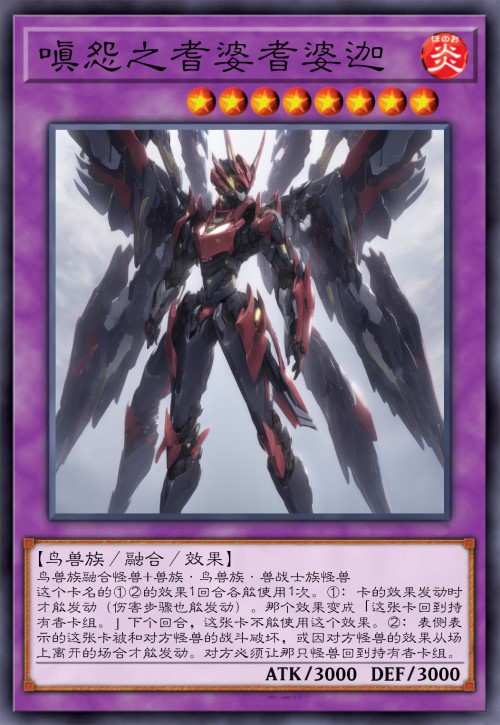 嗔怨之耆婆耆婆迦
ほのお
炎
【鸟兽族／融合／效果】
鸟兽族融合怪兽+兽族·鸟兽族·兽战士族怪兽
这个卡名的①②的效果1回合各能使用1次。①：卡的效果发动时
才能发动（伤害步骤也能发动）。那个效果变成「这张卡回到持
有者卡组。」下个回合，这张卡不能使用这个效果。②：表侧表
示的这张卡被和对方怪兽的战斗破坏，或因对方怪兽的效果从场
上离开的场合才能发动。对方必须让那只怪兽回到持有者卡组。
ATK/3000 DEF/3000